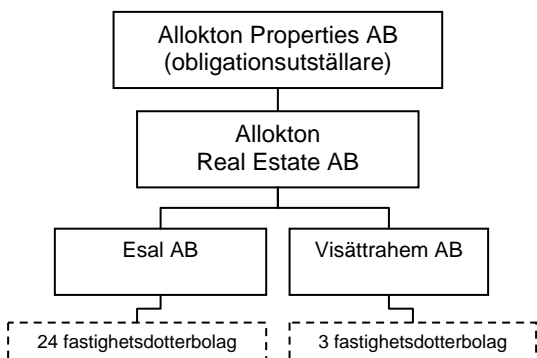 Allokton Properties AB
(obligationsutställare)
Allokton
Real Estate AB
Esal AB
Visättrahem AB
24 fastighetsdotterbolag
3 fastighetsdotterbolag